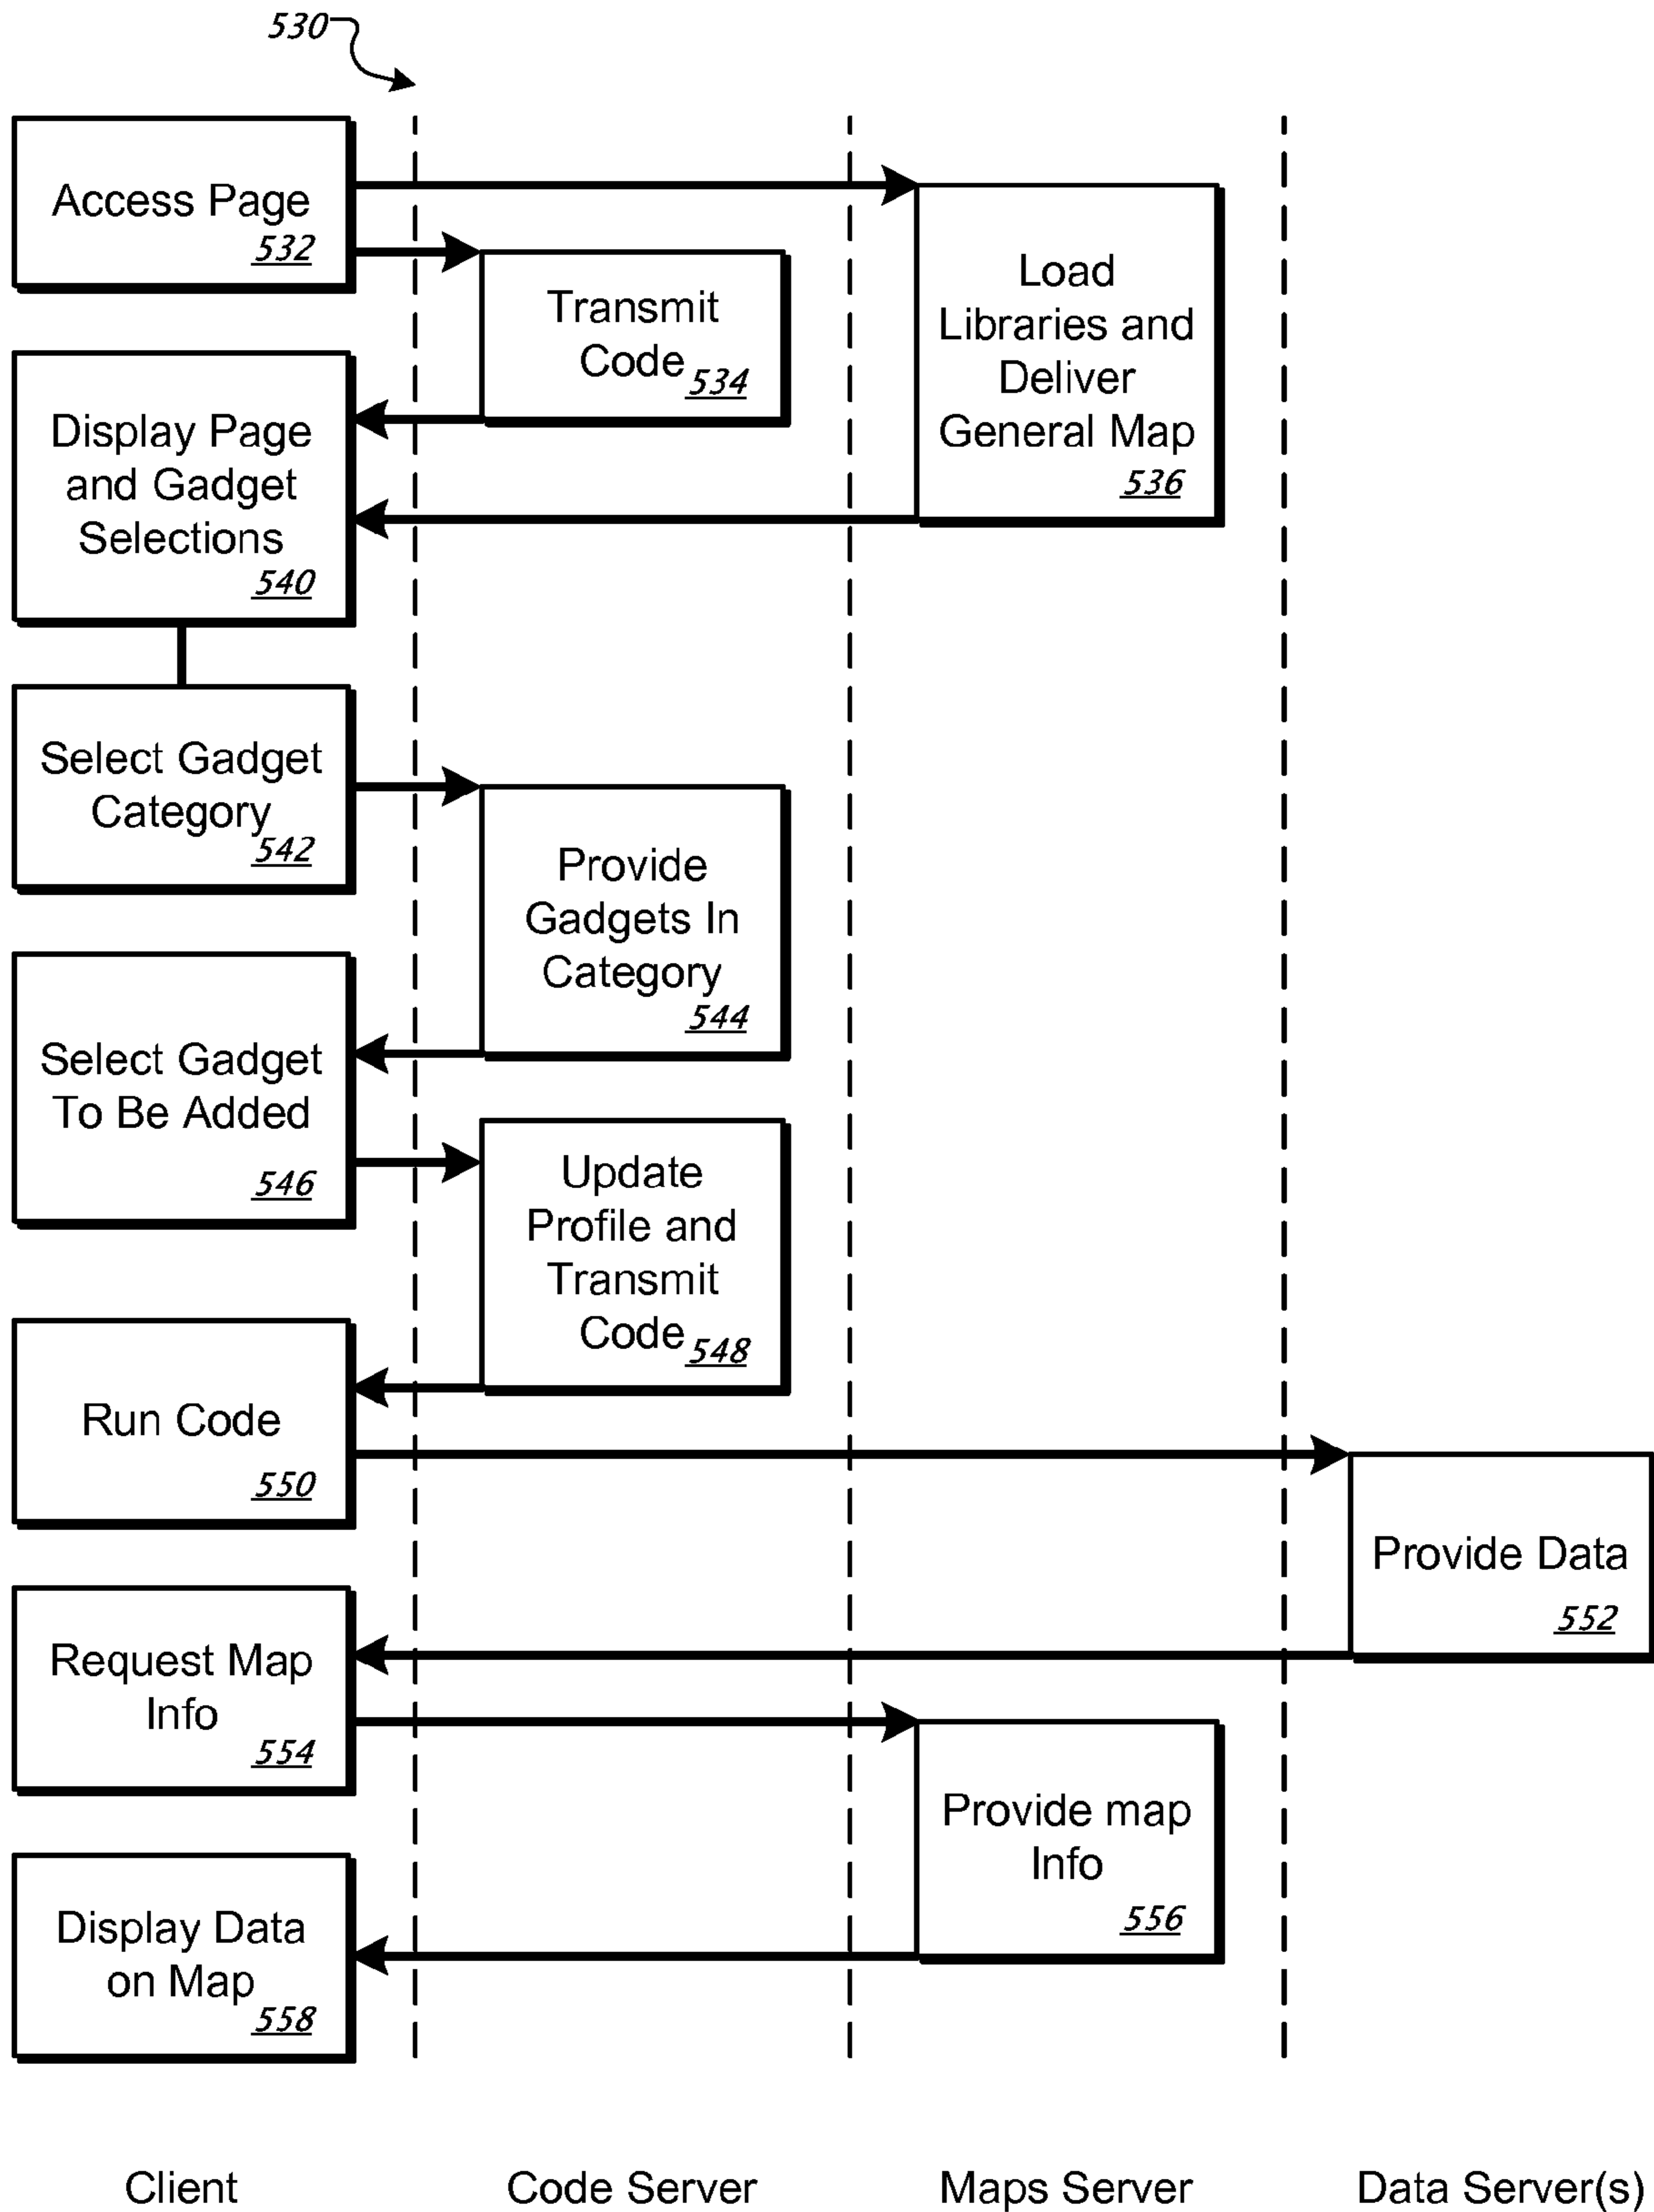 530
Access Page
532
Transmit
Code
534
Load
Libraries and
Deliver
General Map
536
Display Page
and Gadget
Selections
540
Select Gadget
Category
542
Provide
Gadgets In
Category
544
Select Gadget
To Be Added
546
Update
Profile and
Transmit
Code
548
Run Code
550
Provide Data
552
Request Map
Info
554
Provide map
Info
556
Display Data
on Map
558
Client
Code Server
Maps Server
Data Server(s)